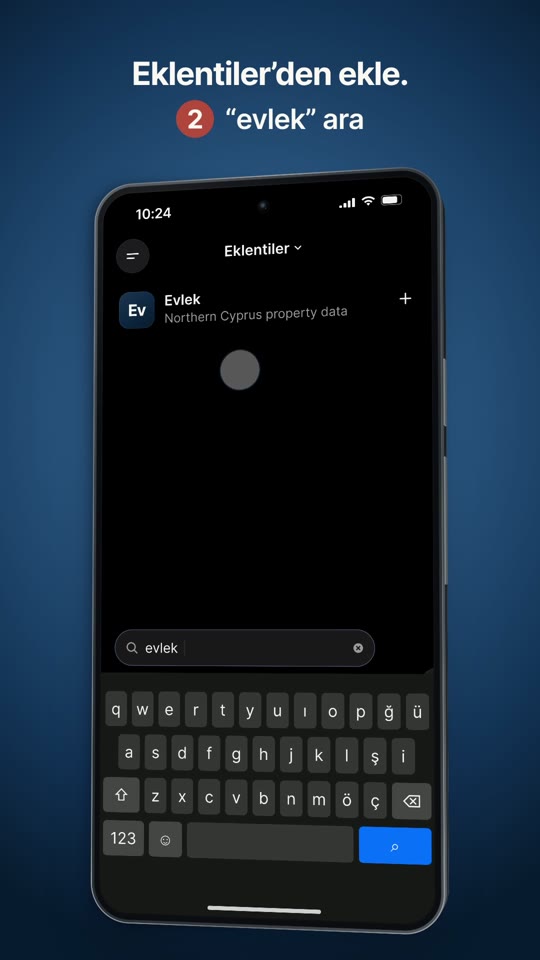 Eklentiler’den ekle.
2 “evlek” ara
10:24
Eklentiler
Ev
Evlek
Northern Cyprus property data
evlek
q w e r t y u ı o p ğ ü
a s d f g h j k l ş i
z x c v b n m ö ç
123